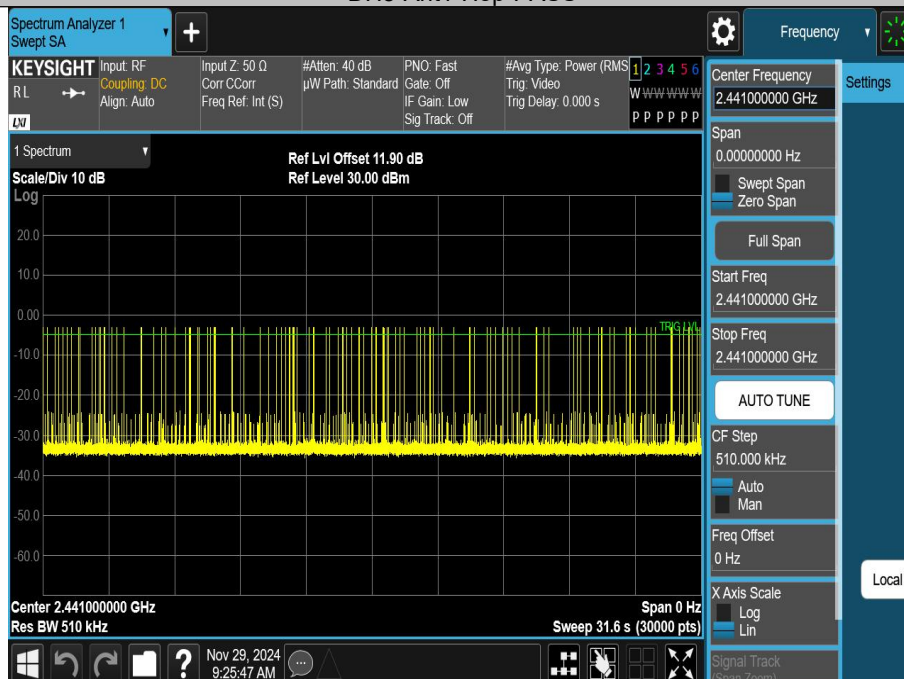 Spectrum Analyzer 1
Swept SA
Frequency
KEYSIGHT
RL
LXI
Input: RF
Coupling: DC
Align: Auto
Input Z: 50 Ω
Corr CCorr
Freq Ref: Int (S)
#Atten: 40 dB
µW Path: Standard
PNO: Fast
Gate: Off
IF Gain: Low
Sig Track: Off
#Avg Type: Power (RMS
Trig: Video
Trig Delay: 0.000 s
1 2 3 4 5 6
W W W W W W
P P P P P P
Center Frequency
2.441000000 GHz
Settings
Span
0.00000000 Hz
Swept Span
Zero Span
Full Span
Start Freq
2.441000000 GHz
Stop Freq
2.441000000 GHz
AUTO TUNE
CF Step
510.000 kHz
Auto
Man
Freq Offset
0 Hz
X Axis Scale
Log
Lin
Signal Track
(Span Zoom)
Local
1 Spectrum
Scale/Div 10 dB
Ref Lvl Offset 11.90 dB
Ref Level 30.00 dBm
Log
20.0
10.0
0.00
TRIG LVL
-10.0
-20.0
-30.0
-40.0
-50.0
-60.0
Center 2.441000000 GHz
Span 0 Hz
Res BW 510 kHz
Sweep 31.6 s (30000 pts)
?
Nov 29, 2024
9:25:47 AM